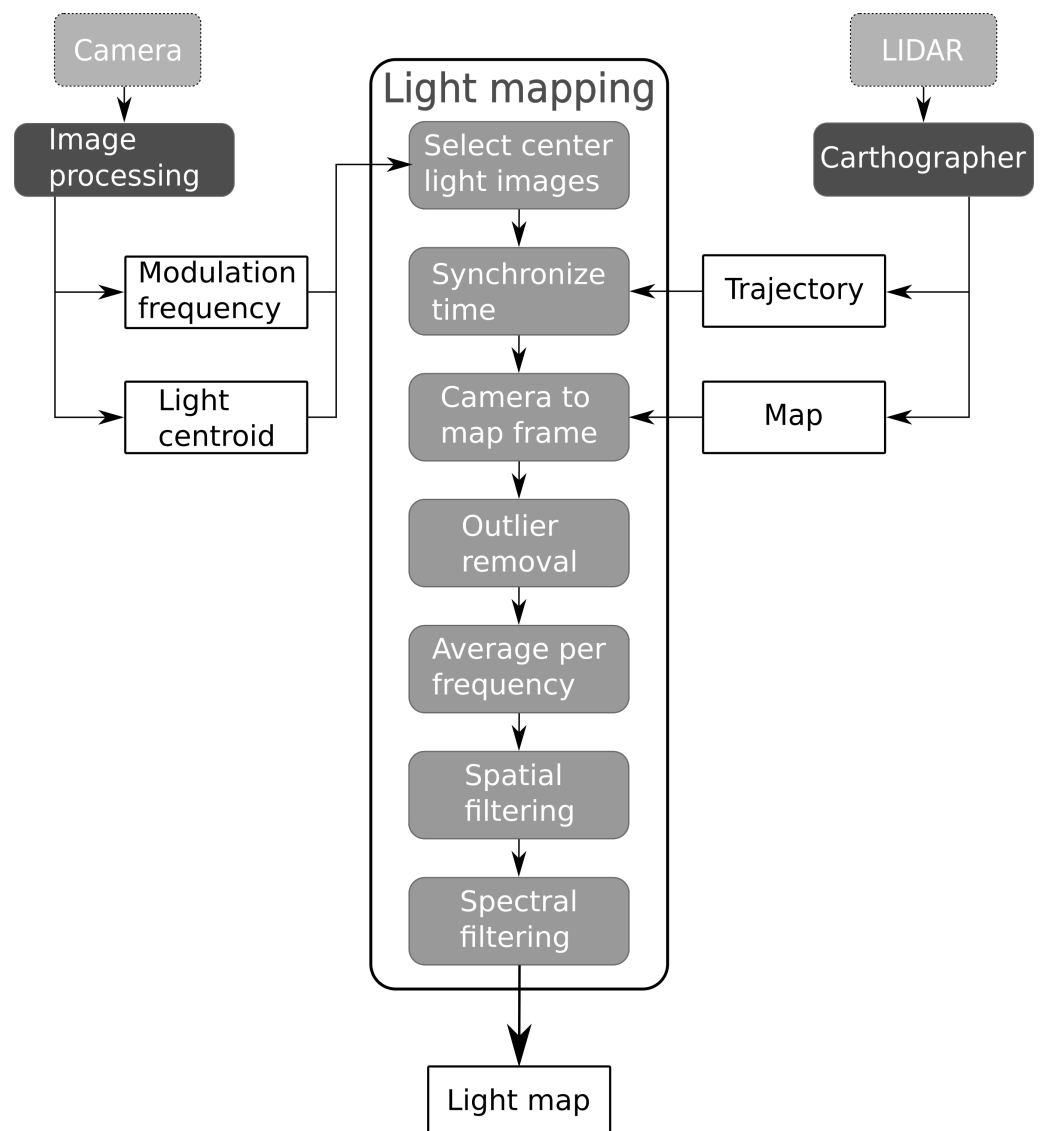 Camera
LIDAR
Light mapping
Image
processing
Select center
light images
Carthographer
Modulation
frequency
Synchronize
time
Trajectory
Light
centroid
Camera to
map frame
Map
Outlier
removal
Average per
frequency
Spatial
filtering
Spectral
filtering
Light map